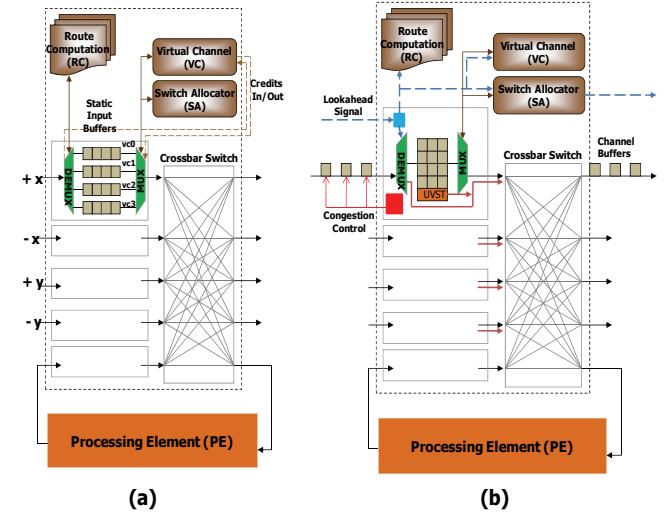 (a)
Route
Computation
(RC)
Virtual Channel
(VC)
Switch Allocator
(SA)
Credits
In/Out
Static
Input
Buffers
vc0
vc1
vc2
vc3
DEMUX
MUX
Crossbar Switch
+ x
- x
+ y
- y
Processing Element (PE)
(a)
(b)
Route
Computation
(RC)
Virtual Channel
(VC)
Switch Allocator
(SA)
Lookahead
Signal
DEMUX
MUX
UVST
Crossbar Switch
Channel
Buffers
Congestion
Control
Processing Element (PE)
(b)